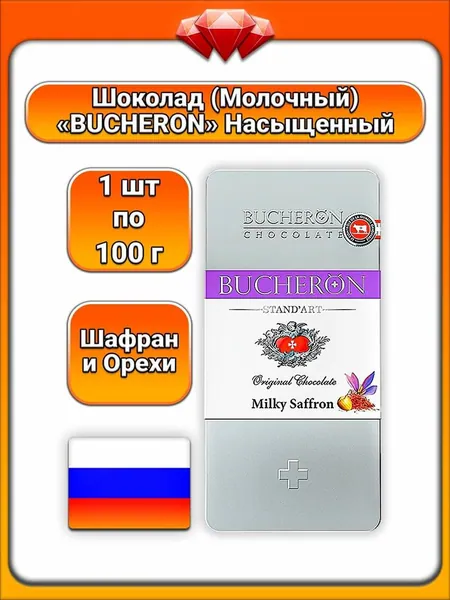 Шоколад (Молочный)
«BUCHERON» Насыщенный
1 шт
по
100 г
Шафран
и Орехи
BUCHERON
CHOCOLATE
BUCHERON
STAND'ART
Original Chocolate
Milky Saffron